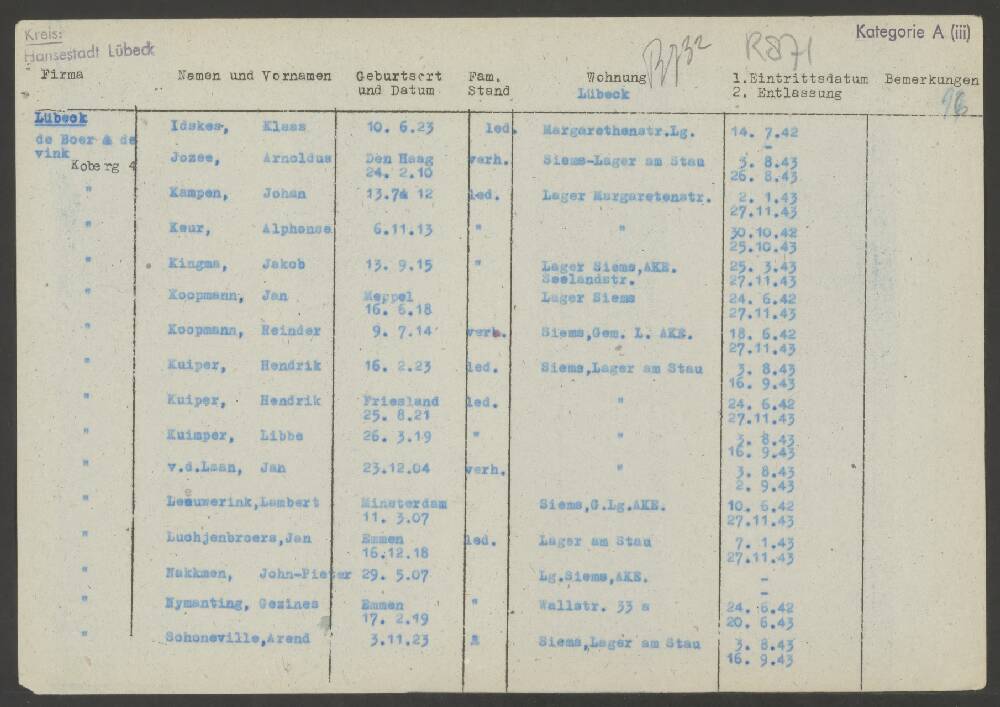 Kreis:
Hansestadt Lübeck
Kategorie A (iii)
R871
Firma Namen und Vornamen Geburtsort Fam. Wohnung 1.Eintrittsdatum Bemerkungen
und Datum Stand Lübeck 2. Entlassung
96
Lübeck
de Boer & de Idskes, Klaas 10. 6.23 led. Margarethenstr.Lg. 14. 7.42
vink -
Koberg 4 Jozee, Arnoldus Den Haag verh. Siems-Lager am Stau 3. 8.43
24. 2.10 26. 8.43
" Kampen, Johan 13.7 12 led. Lager Margaretenstr. 2. 1.43
27.11.43
" Keur, Alphonse 6.11.13 " " 30.10.42
25.10.43
" Kingma, Jakob 13. 9.15 " Lager Siems,AKE. 25. 3.43
Seelandstr. 27.11.43
" Koopmann, Jan Meppel Lager Siems 24. 6.42
16. 6.18 27.11.43
" Koopmann, Reinder 9. 7.14 verh. Siems,Gem. L. AKE. 18. 6.42
27.11.43
" Kuiper, Hendrik 16. 2.23 led. Siems,Lager am Stau 3. 8.43
16. 9.43
" Kuiper, Hendrik Friesland led. " 24. 6.42
25. 8.21 27.11.43
" Kuimper, Libbe 26. 3.19 " " 3. 8.43
16. 9.43
" v.d.Laan, Jan 23.12.04 verh. " 3. 8.43
2. 9.43
" Leeuwerink,Lambert Minsterdam Siems,G.Lg.AKE. 10. 6.42
11. 3.07 27.11.43
" Luchjenbroers,Jan Emmen led. Lager am Stau 7. 1.43
16.12.18 27.11.43
" Nakkmen, John-Pieter 29. 5.07 Lg.Siems,AKE. -
-
" Nymanting, Gezines Emmen " Wallstr. 33 a 24. 6.42
17. 2.19 20. 6.43
" Schoneville,Arend 3.11.23 Siems,Lager am Stau 3. 8.43
16. 9.43